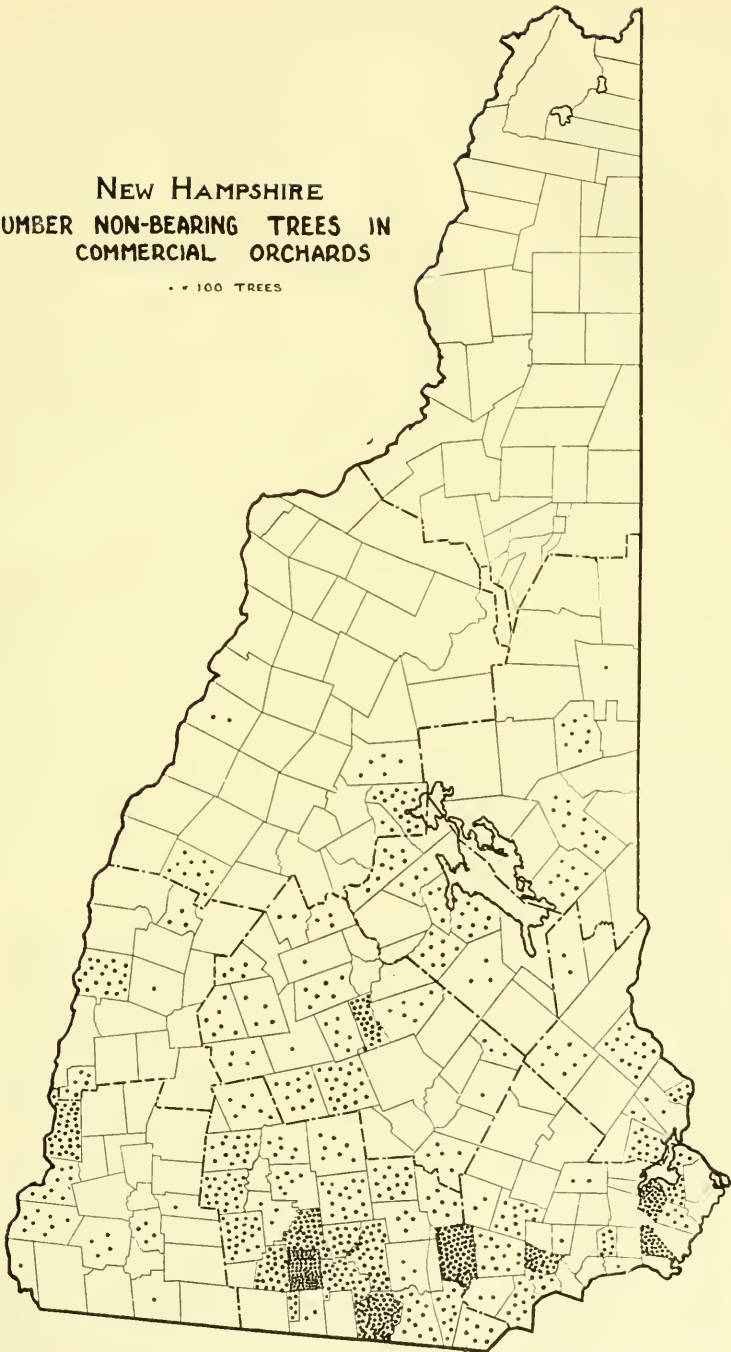 NEW HAMPSHIRE
UMBER NON-BEARING TREES IN
COMMERCIAL ORCHARDS
• = 100 TREES